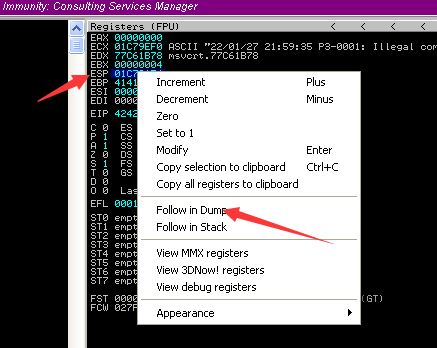 Immunity: Consulting Services Manager
Registers (FPU) < < < <
EAX 00000000
ECX 01C79EF0 ASCII "22/01/27 21:59:35 P3-0001: Illegal com
EDX 77C61B78 msvcrt.77C61B78
EBX 00000004
ESP
EBP 4141
ESI 0000
EDI 0000
EIP 4242
C 0 ES
P 1 CS
A 1 SS
Z 0 DS
S 1 FS
T 0 GS
D 0
O 0 Las
EFL 0001
ST0 empt
ST1 empt
ST2 empt
ST3 empt
ST4 empt
ST5 empt
ST6 empt
ST7 empt
FST 0000 (GT)
FCW 027F
Increment Plus
Decrement Minus
Zero
Set to 1
Modify Enter
Copy selection to clipboard Ctrl+C
Copy all registers to clipboard
Follow in Dump
Follow in Stack
View MMX registers
View 3DNow! registers
View debug registers
Appearance